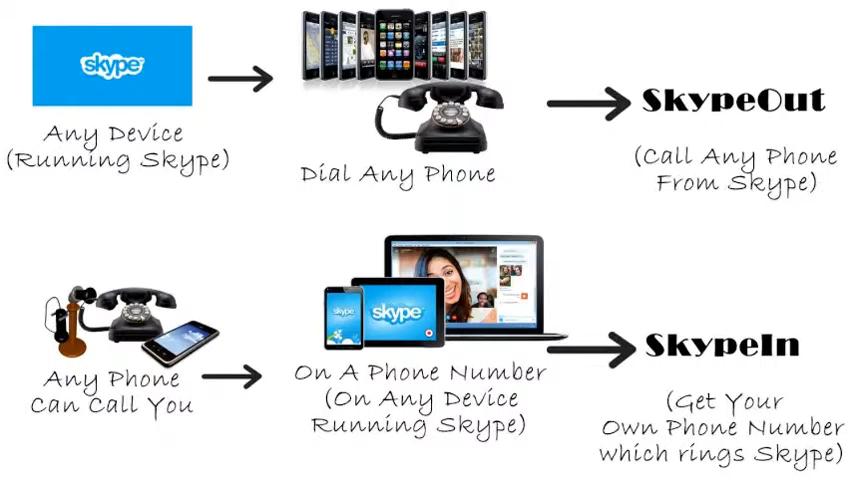 skype
Any Device
(Running Skype)
Dial Any Phone
SkypeOut
(Call Any Phone
From Skype)
Any Phone
Can Call You
skype
skype
On A Phone Number
(On Any Device
Running Skype)
SkypeIn
(Get Your
Own Phone Number
which rings Skype)